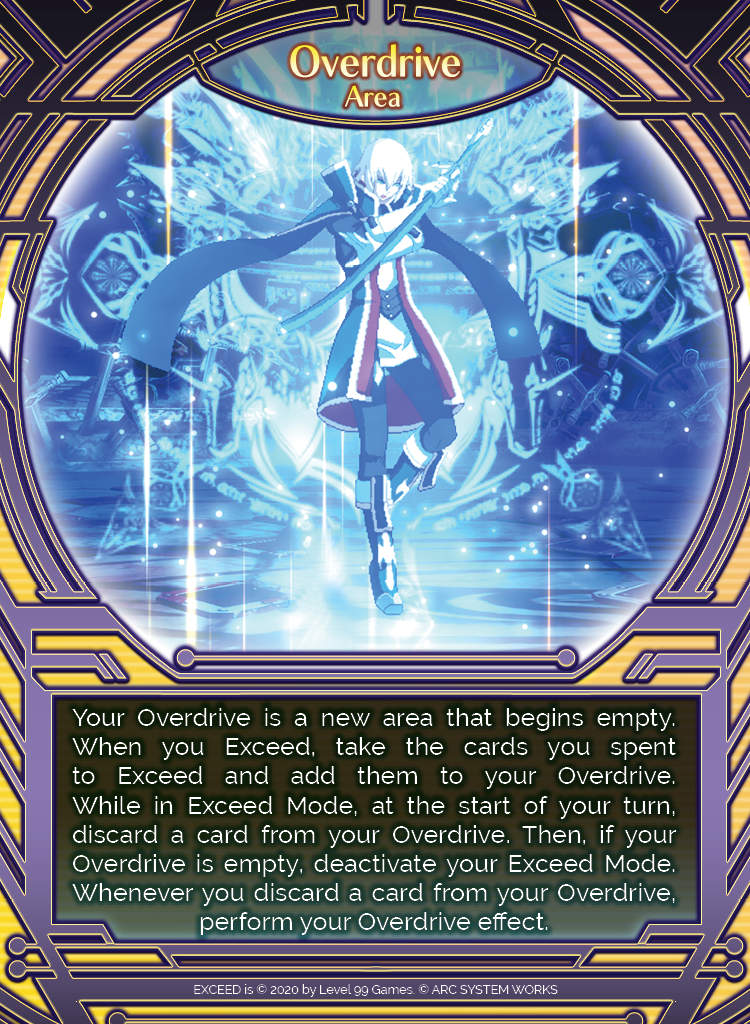 Overdrive
Area
Your Overdrive is a new area that begins empty.
When you Exceed, take the cards you spent
to Exceed and add them to your Overdrive.
While in Exceed Mode, at the start of your turn,
discard a card from your Overdrive. Then, if your
Overdrive is empty, deactivate your Exceed Mode.
Whenever you discard a card from your Overdrive,
perform your Overdrive effect.
EXCEED is © 2020 by Level 99 Games. © ARC SYSTEM WORKS